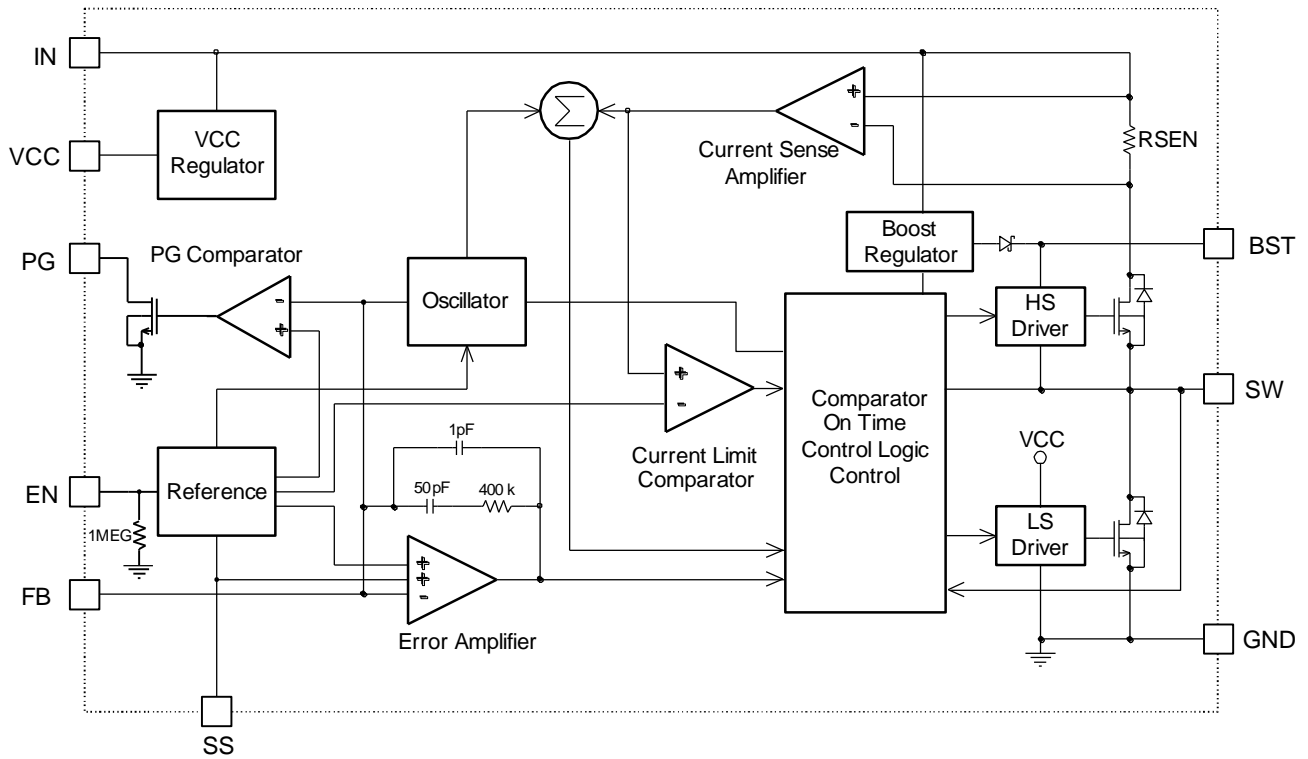 IN
VCC
Regulator
VCC
Σ
+
-
Current Sense
Amplifier
RSEN
Boost
Regulator
BST
PG
PG Comparator
-
+
Oscillator
HS
Driver
+
-
Current Limit
Comparator
Comparator
On Time
Control Logic
Control
SW
VCC
1pF
50pF
400 k
EN
Reference
1MEG
LS
Driver
+
+
-
Error Amplifier
FB
GND
SS